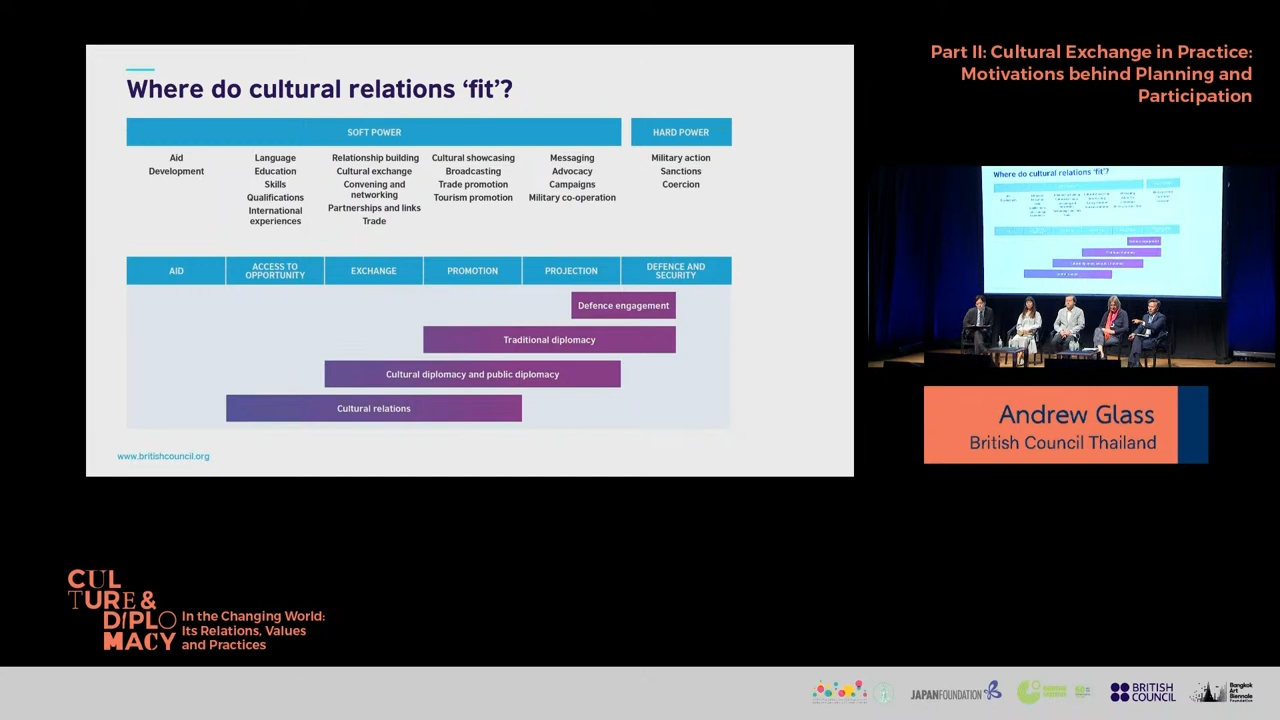 Part II: Cultural Exchange in Practice:
Motivations behind Planning and
Participation
Where do cultural relations ‘fit’?
SOFT POWER
HARD POWER
Aid
Development
Language
Education
Skills
Qualifications
International
experiences
Relationship building
Cultural exchange
Convening and
networking
Partnerships and links
Trade
Cultural showcasing
Broadcasting
Trade promotion
Tourism promotion
Messaging
Advocacy
Campaigns
Military co-operation
Military action
Sanctions
Coercion
AID
ACCESS TO
OPPORTUNITY
EXCHANGE
PROMOTION
PROJECTION
DEFENCE AND
SECURITY
Defence engagement
Traditional diplomacy
Cultural diplomacy and public diplomacy
Cultural relations
www.britishcouncil.org
Where do cultural relations ‘fit’?
Andrew Glass
British Council Thailand
CUL
TURE &
DIPLO
MACY
In the Changing World:
Its Relations, Values
and Practices
JAPANFOUNDATION
BRITISH
COUNCIL
Bangkok
Art
Biennale
Foundation